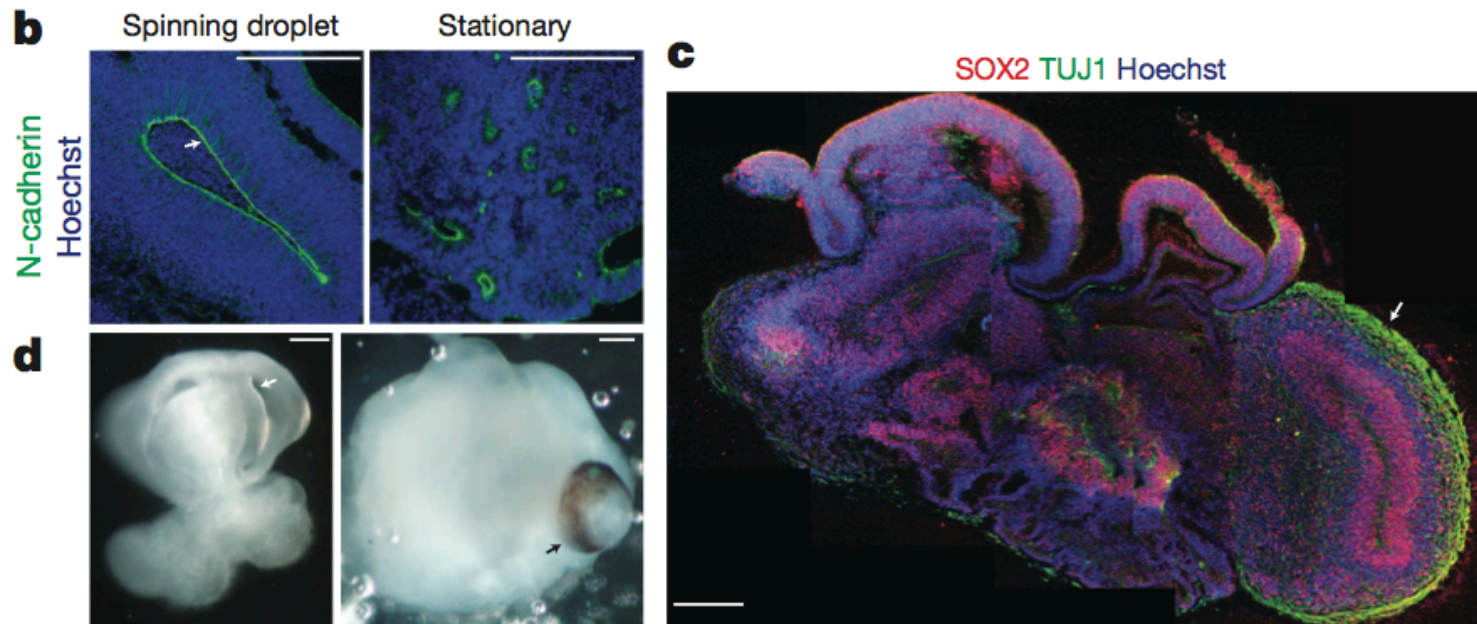 b
Spinning droplet
Stationary
N-cadherin
Hoechst
c
SOX2 TUJ1 Hoechst
d